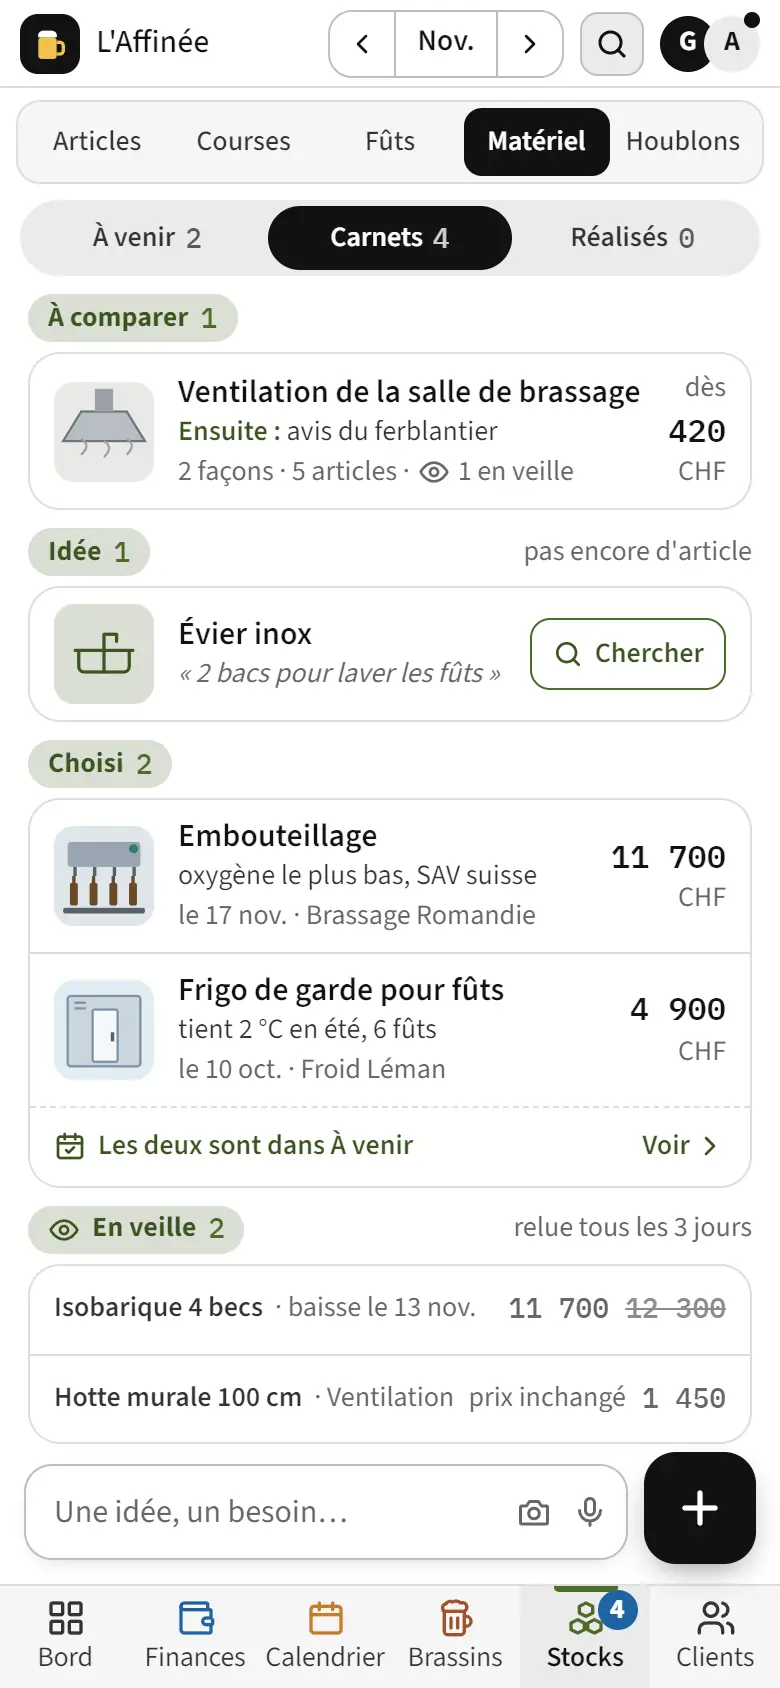 L'Affinée
Nov.
G
A
Articles
Courses
Fûts
Matériel
Houblons
À venir 2
Carnets 4
Réalisés 0
À comparer 1
Ventilation de la salle de brassage
dès
Ensuite : avis du ferblantier
420
2 façons · 5 articles · 1 en veille
CHF
Idée 1
pas encore d'article
Évier inox
« 2 bacs pour laver les fûts »
Chercher
Choisi 2
Embouteillage
oxygène le plus bas, SAV suisse
11 700
le 17 nov. · Brassage Romandie
CHF
Frigo de garde pour fûts
tient 2 °C en été, 6 fûts
4 900
le 10 oct. · Froid Léman
CHF
Les deux sont dans À venir
Voir
En veille 2
relue tous les 3 jours
Isobarique 4 becs · baisse le 13 nov. 11 700 12 300
Hotte murale 100 cm · Ventilation prix inchangé 1 450
Une idée, un besoin...
Bord
Finances
Calendrier
Brassins
4
Stocks
Clients